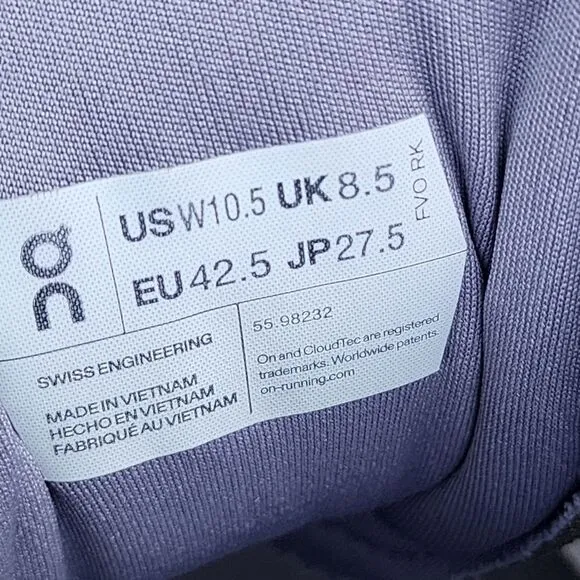 on
US W10.5 UK 8.5
EU 42.5 JP 27.5
FVO RK
SWISS ENGINEERING
MADE IN VIETNAM
HECHO EN VIETNAM
FABRIQUÉ AU VIETNAM
55.98232
On and CloudTec are registered
trademarks. Worldwide patents.
on-running.com